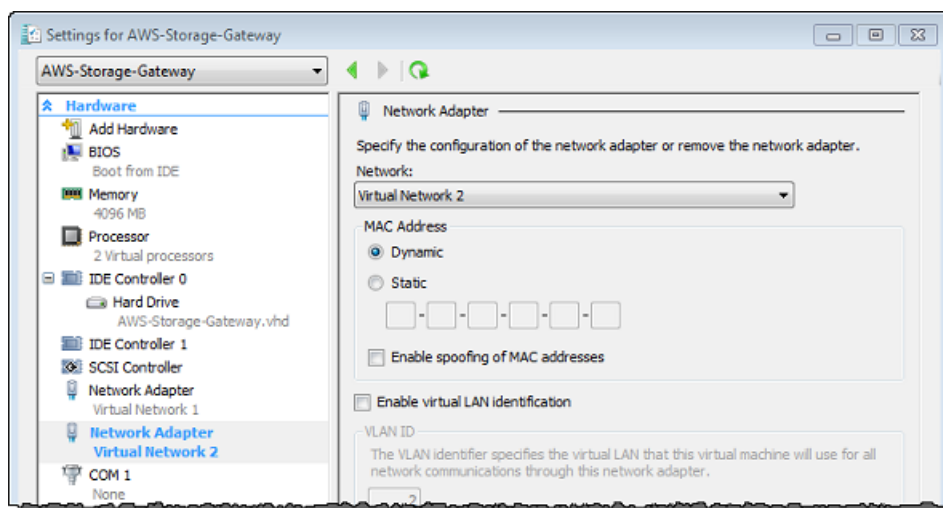 Settings for AWS-Storage-Gateway
AWS-Storage-Gateway
Hardware
Add Hardware
BIOS
Boot from IDE
Memory
4096 MB
Processor
2 Virtual processors
IDE Controller 0
Hard Drive
AWS-Storage-Gateway.vhd
IDE Controller 1
SCSI Controller
Network Adapter
Virtual Network 1
Network Adapter
Virtual Network 2
COM 1
None
Network Adapter
Specify the configuration of the network adapter or remove the network adapter.
Network:
Virtual Network 2
MAC Address
Dynamic
Static
- - - - -
Enable spoofing of MAC addresses
Enable virtual LAN identification
VLAN ID
The VLAN identifier specifies the virtual LAN that this virtual machine will use for all
network communications through this network adapter.
2